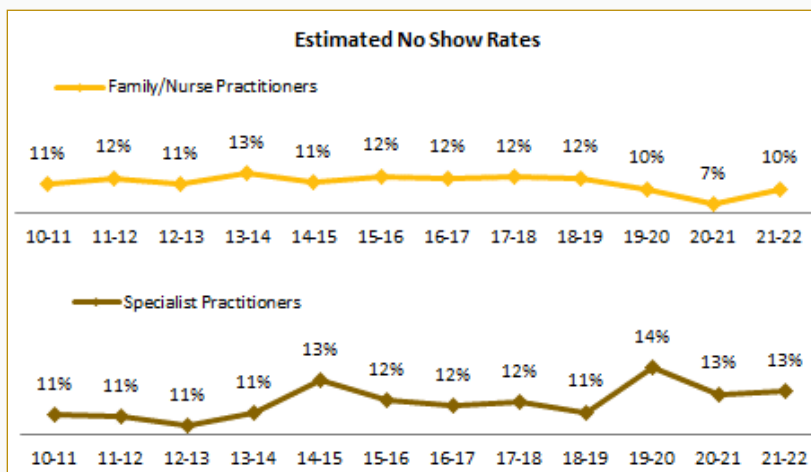 Estimated No Show Rates
Family/Nurse Practitioners
11% 12% 11% 13% 11% 12% 12% 12% 12% 10% 7% 10%
10-11 11-12 12-13 13-14 14-15 15-16 16-17 17-18 18-19 19-20 20-21 21-22
Specialist Practitioners
11% 11% 11% 11% 13% 12% 12% 12% 11% 14% 13% 13%
10-11 11-12 12-13 13-14 14-15 15-16 16-17 17-18 18-19 19-20 20-21 21-22